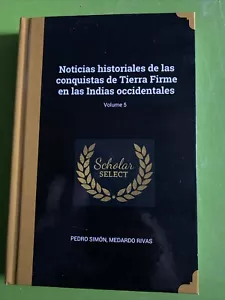 Noticias historiales de las
conquistas de Tierra Firme
en las Indias occidentales
Volume 5
SCHOLAR
SELECT
PEDRO SIMÓN, MEDARDO RIVAS